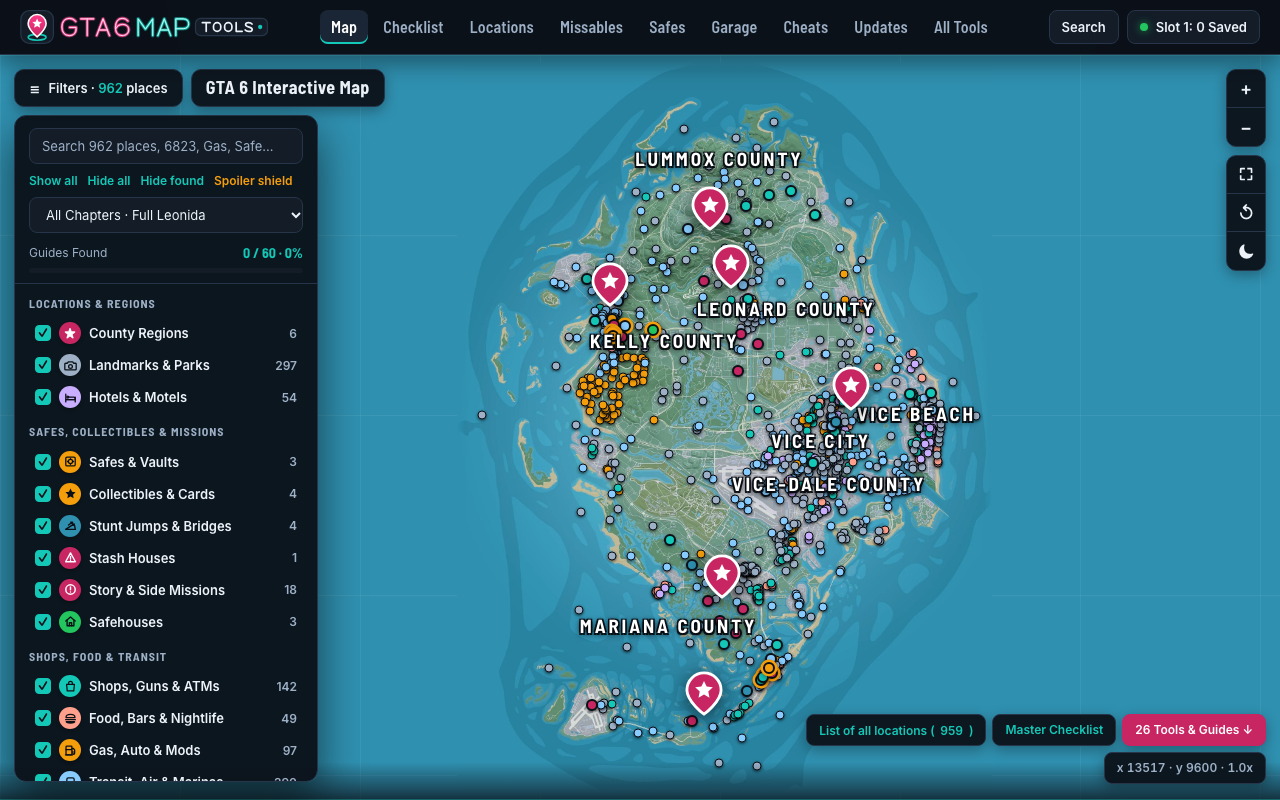 GTA6 MAP TOOLS
Map Checklist Locations Missables Safes Garage Cheats Updates All Tools
Search
Slot 1: 0 Saved
Filters · 962 places
GTA 6 Interactive Map
Search 962 places, 6823, Gas, Safe...
Show all Hide all Hide found Spoiler shield
All Chapters · Full Leonida
Guides Found 0 / 60 · 0%
LOCATIONS & REGIONS
County Regions 6
Landmarks & Parks 297
Hotels & Motels 54
SAFES, COLLECTIBLES & MISSIONS
Safes & Vaults 3
Collectibles & Cards 4
Stunt Jumps & Bridges 4
Stash Houses 1
Story & Side Missions 18
Safehouses 3
SHOPS, FOOD & TRANSIT
Shops, Guns & ATMs 142
Food, Bars & Nightlife 49
Gas, Auto & Mods 97
LUMMOX COUNTY
LEONARD COUNTY
KELLY COUNTY
VICE BEACH
VICE CITY
VICE-DALE COUNTY
MARIANA COUNTY
+
−
List of all locations ( 959 )
Master Checklist
26 Tools & Guides ↓
x 13517 · y 9600 · 1.0x